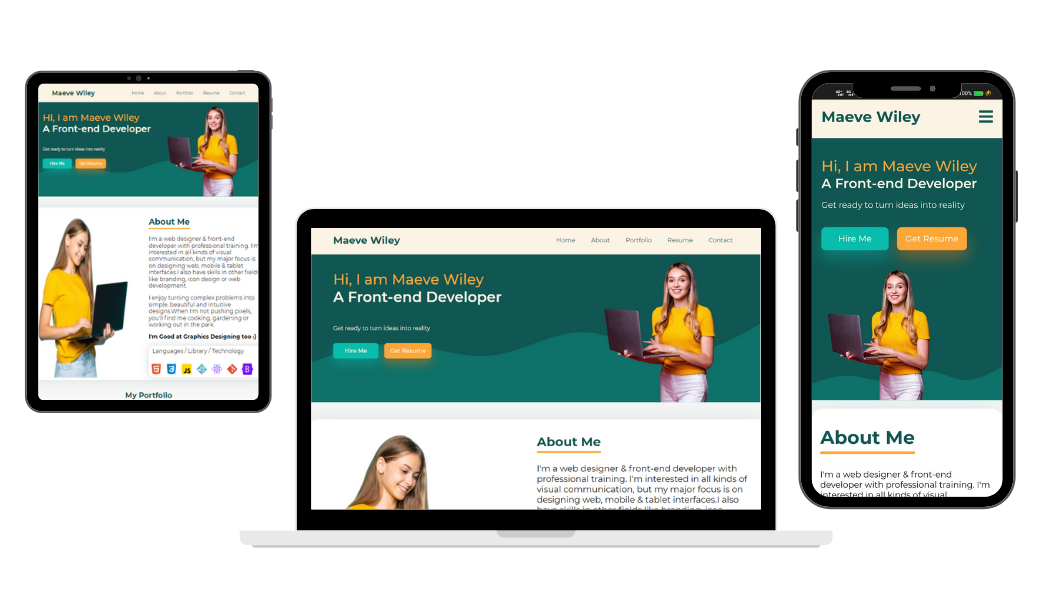 Maeve Wiley
Home About Portfolio Resume Contact
Hi, I am Maeve Wiley
A Front-end Developer
Get ready to turn ideas into reality
Hire Me Get Resume
About Me
I'm a web designer & front-end
developer with professional training. I'm
interested in all kinds of visual
communication, but my major focus is
on designing web, mobile & tablet
interfaces.I also have skills in other fields
like branding, icon design or web
development.
I enjoy turning complex problems into
simple, beautiful and intuitive
designs.When I'm not pushing pixels,
you'll find me cooking, gardening or
working out in the park.
I'm Good at Graphics Designing too ;)
Languages / Library / Technology
JS
B
My Portfolio
Maeve Wiley
Home About Portfolio Resume Contact
Hi, I am Maeve Wiley
A Front-end Developer
Get ready to turn ideas into reality
Hire Me Get Resume
About Me
I'm a web designer & front-end developer with
professional training. I'm interested in all kinds of
visual communication, but my major focus is on
designing web, mobile & tablet interfaces.I also
have skills in other fields like branding, icon
100%
Maeve Wiley
Hi, I am Maeve Wiley
A Front-end Developer
Get ready to turn ideas into reality
Hire Me Get Resume
About Me
I'm a web designer & front-end
developer with professional training. I'm
interested in all kinds of visual